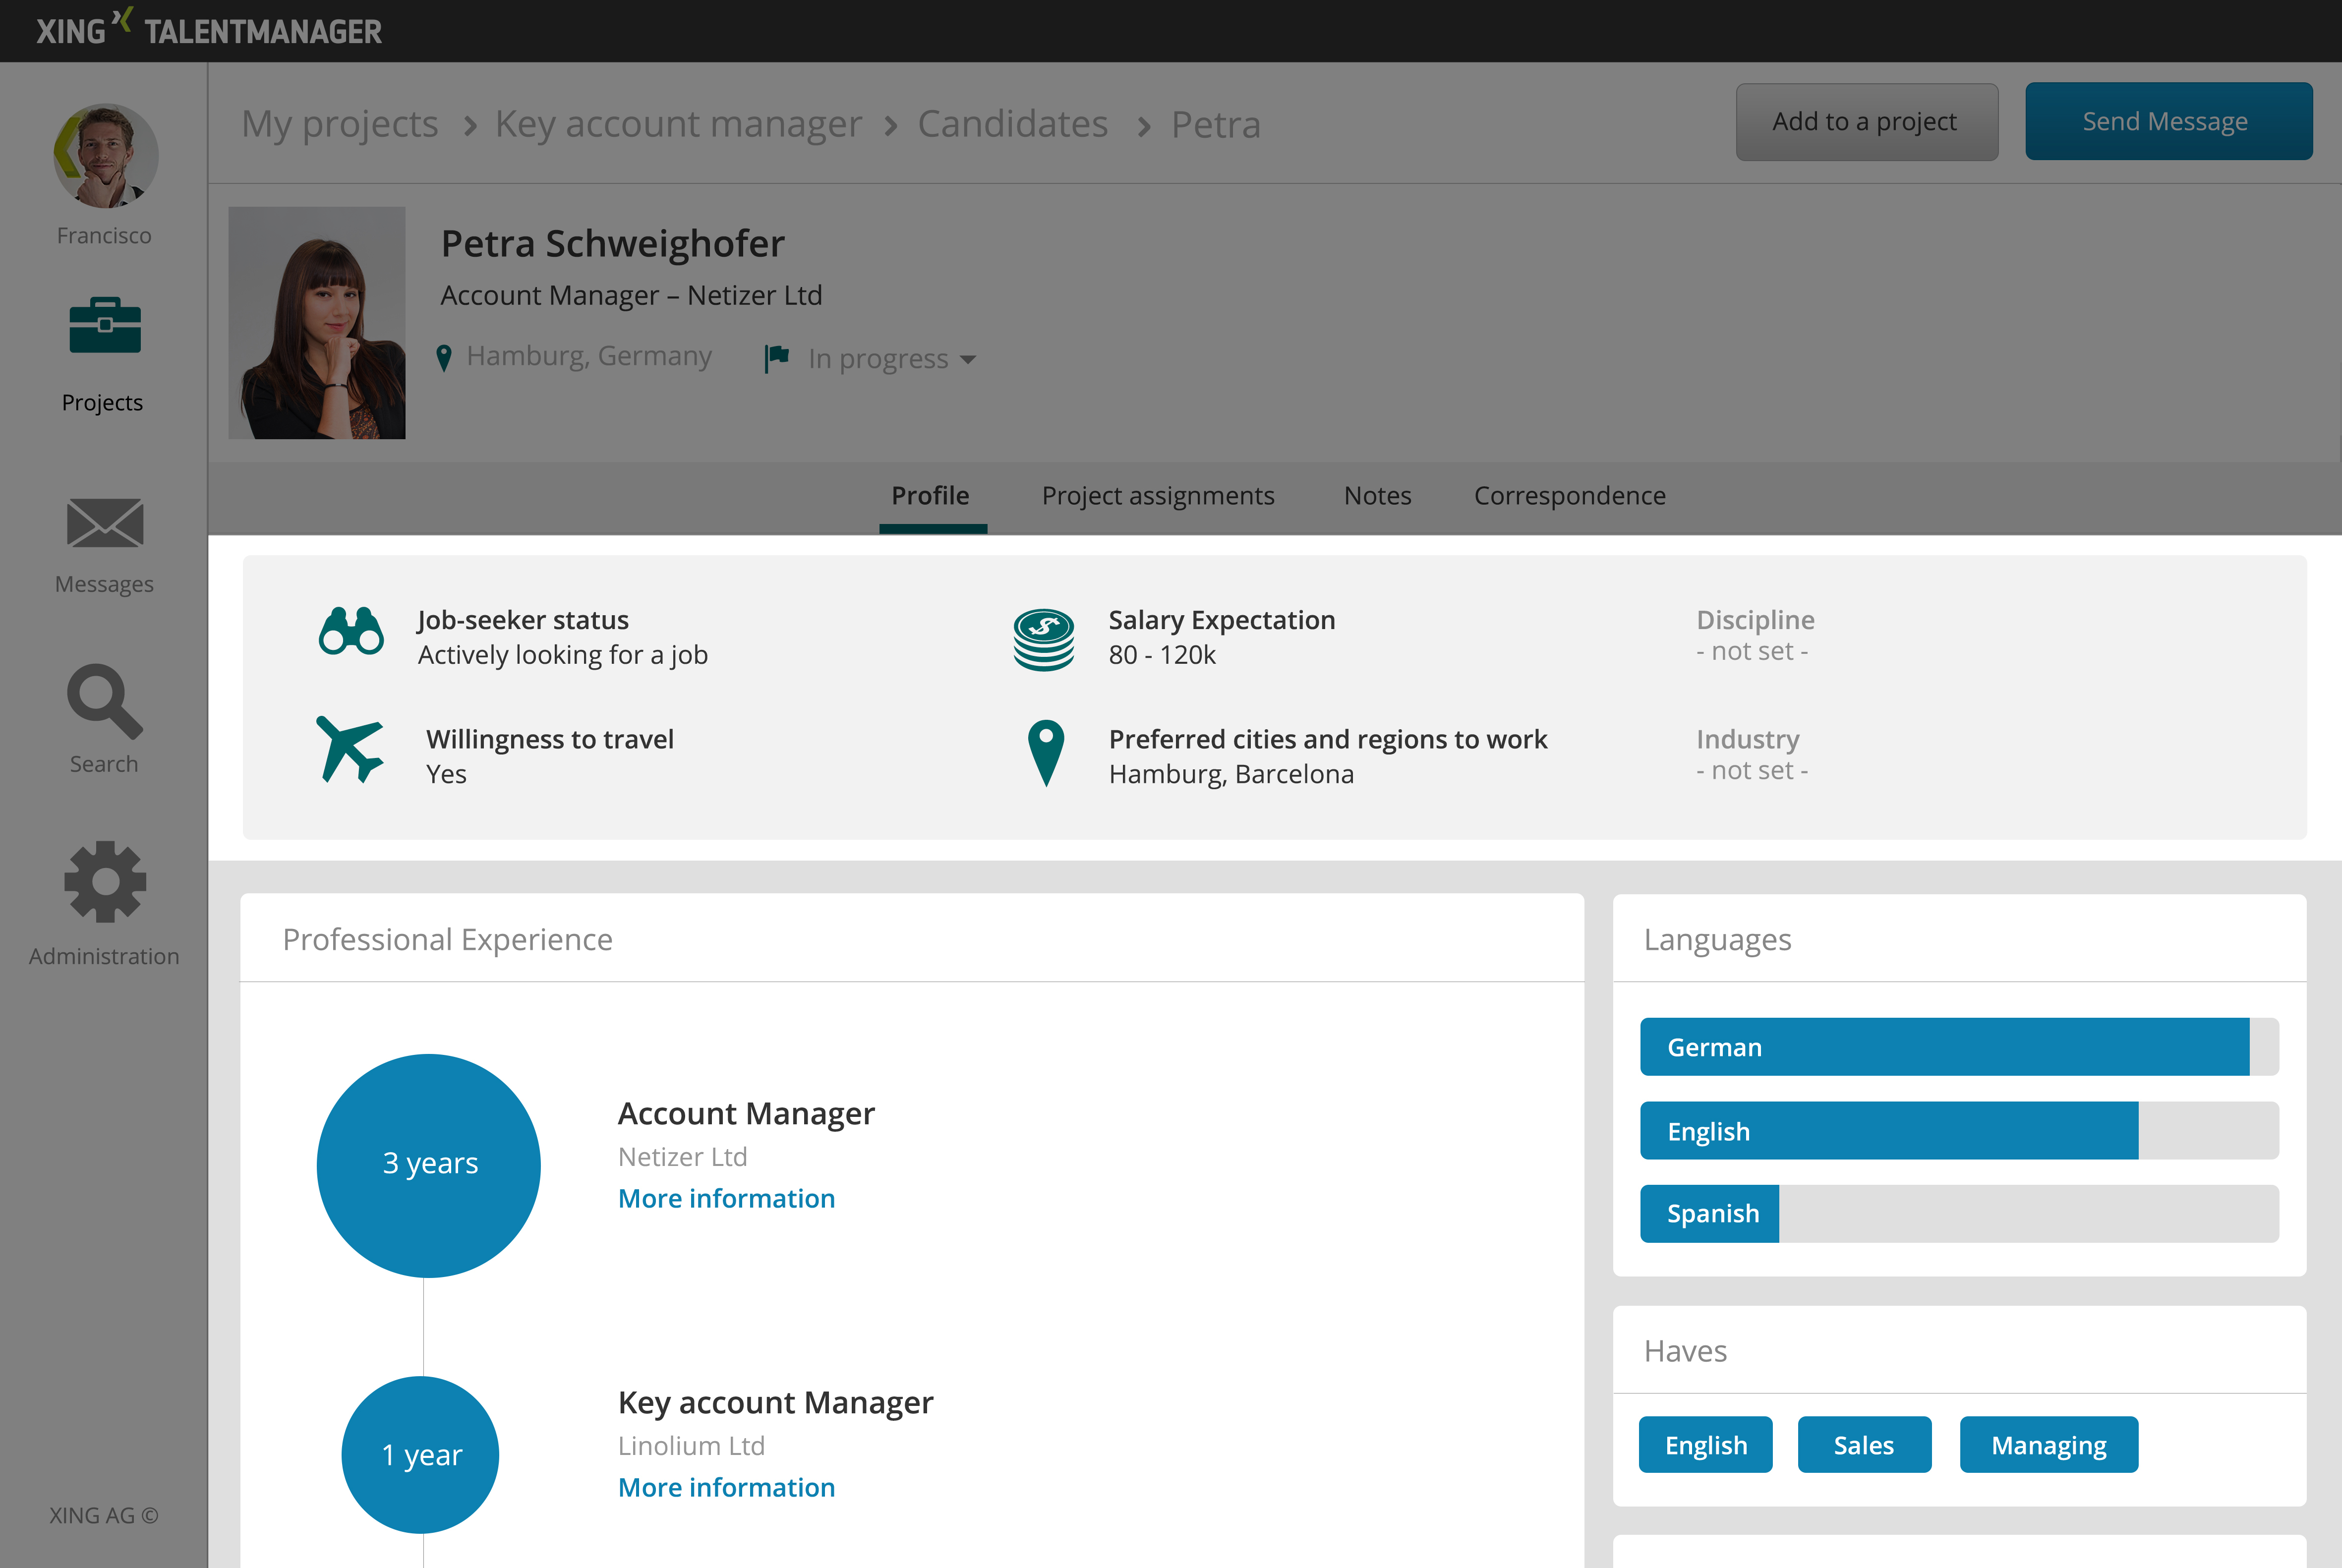 XING TALENTMANAGER
My projects › Key account manager › Candidates › Petra
Add to a project
Send Message
Francisco
Projects
Messages
Search
Administration
XING AG ©
Petra Schweighofer
Account Manager – Netizer Ltd
Hamburg, Germany
In progress
Profile
Project assignments
Notes
Correspondence
Job-seeker status
Actively looking for a job
Salary Expectation
80 - 120k
Discipline
- not set -
Willingness to travel
Yes
Preferred cities and regions to work
Hamburg, Barcelona
Industry
- not set -
Professional Experience
3 years
Account Manager
Netizer Ltd
More information
1 year
Key account Manager
Linolium Ltd
More information
Languages
German
English
Spanish
Haves
English
Sales
Managing